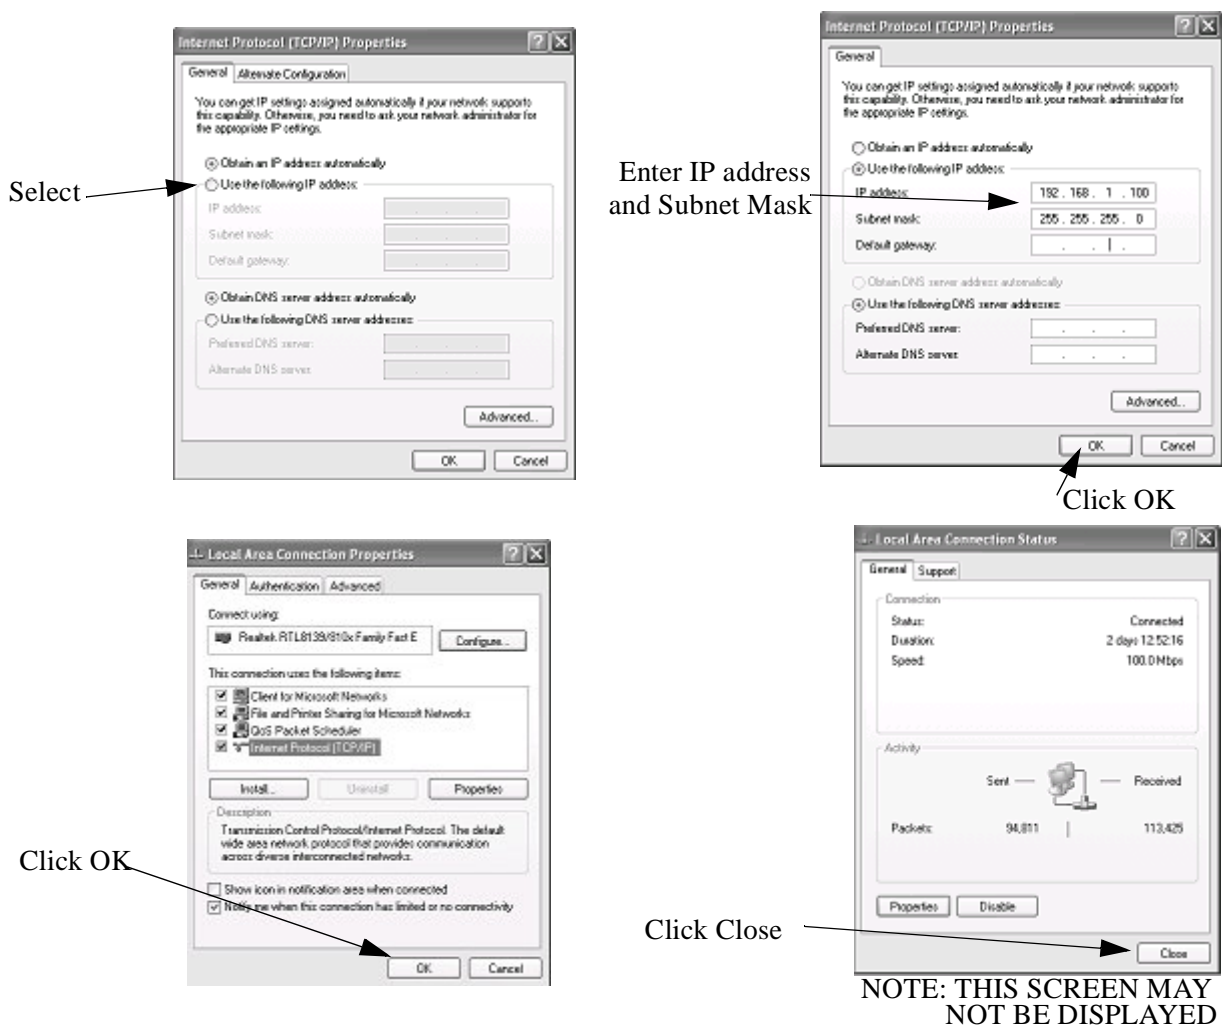 Internet Protocol (TCP/IP) Properties
General
Alternate Configuration
You can get IP settings assigned automatically if your network supports
this capability. Otherwise, you need to ask your network administrator for
the appropriate IP settings.
Obtain an IP address automatically
Select
Use the following IP address:
IP address:
Subnet mask:
Default gateway:
Obtain DNS server address automatically
Use the following DNS server addresses:
Preferred DNS server:
Alternate DNS server:
Advanced...
OK
Cancel
Internet Protocol (TCP/IP) Properties
General
You can get IP settings assigned automatically if your network supports
this capability. Otherwise, you need to ask your network administrator for
the appropriate IP settings.
Obtain an IP address automatically
Use the following IP address:
Enter IP address
and Subnet Mask
IP address: 192 . 168 . 1 . 100
Subnet mask: 255 . 255 . 255 . 0
Default gateway:
Obtain DNS server address automatically
Use the following DNS server addresses:
Preferred DNS server:
Alternate DNS server:
Advanced...
OK
Cancel
Click OK
Local Area Connection Properties
General
Authentication
Advanced
Connect using:
Realtek RTL8139/810x Family Fast E
Configure...
This connection uses the following items:
Client for Microsoft Networks
File and Printer Sharing for Microsoft Networks
QoS Packet Scheduler
Internet Protocol (TCP/IP)
Install...
Uninstall
Properties
Description
Transmission Control Protocol/Internet Protocol. The default
wide area network protocol that provides communication
across diverse interconnected networks.
Click OK
Show icon in notification area when connected
Notify me when this connection has limited or no connectivity
OK
Cancel
Local Area Connection Status
General
Support
Connection
Status: Connected
Duration: 2 days 12:52:16
Speed: 100.0 Mbps
Activity
Sent
Received
Packets: 94,811 113,425
Properties
Disable
Click Close
Close
NOTE: THIS SCREEN MAY
NOT BE DISPLAYED